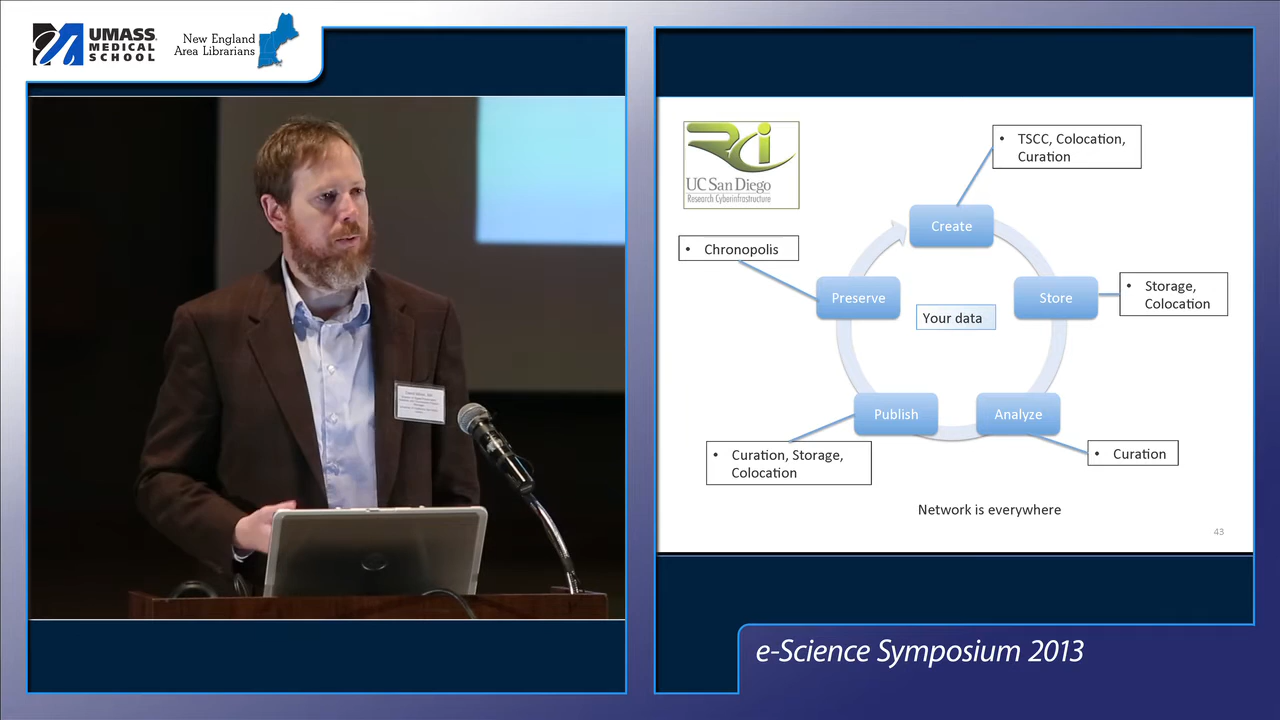 UMASS
MEDICAL
SCHOOL
New England
Area Librarians
RCi
UC San Diego
Research Cyberinfrastructure
• TSCC, Colocation,
Curation
Create
• Chronopolis
Preserve
Store
• Storage,
Colocation
Your data
Publish
Analyze
• Curation, Storage,
Colocation
• Curation
Network is everywhere
43
e-Science Symposium 2013